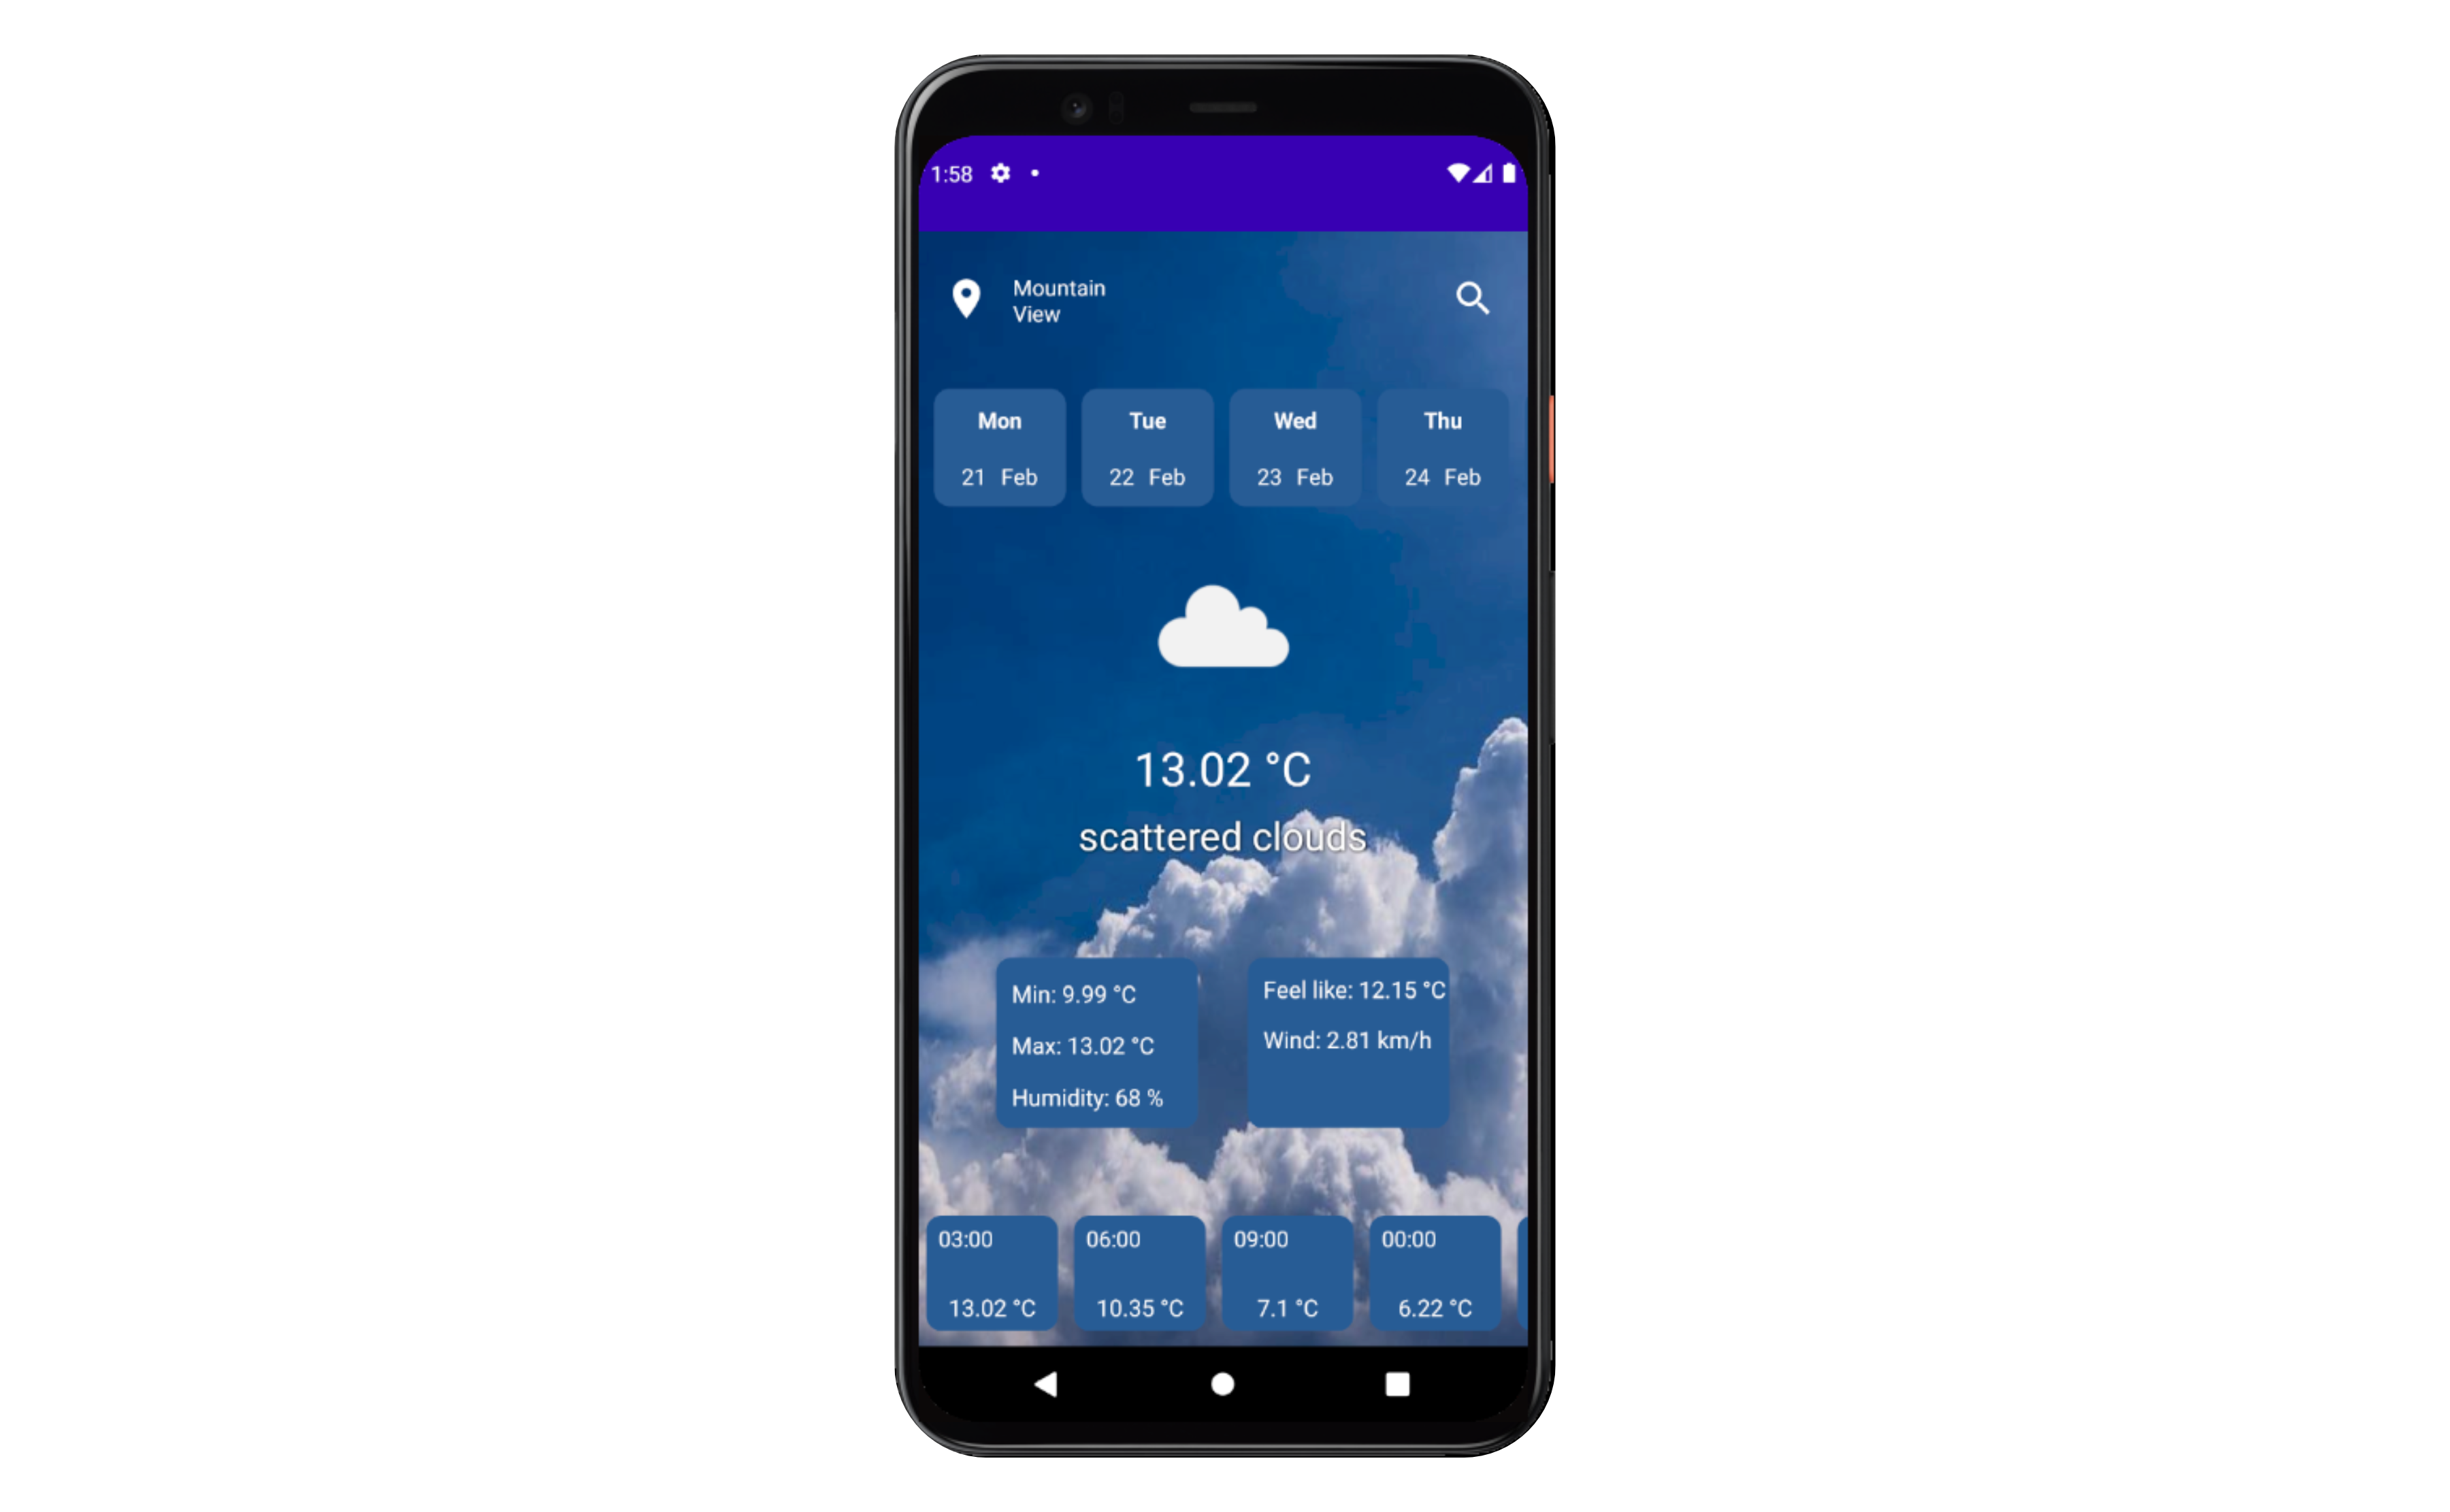 1:58
Mountain
View
Mon
21 Feb
Tue
22 Feb
Wed
23 Feb
Thu
24 Feb
13.02 °C
scattered clouds
Min: 9.99 °C
Max: 13.02 °C
Humidity: 68 %
Feel like: 12.15 °C
Wind: 2.81 km/h
03:00
13.02 °C
06:00
10.35 °C
09:00
7.1 °C
00:00
6.22 °C